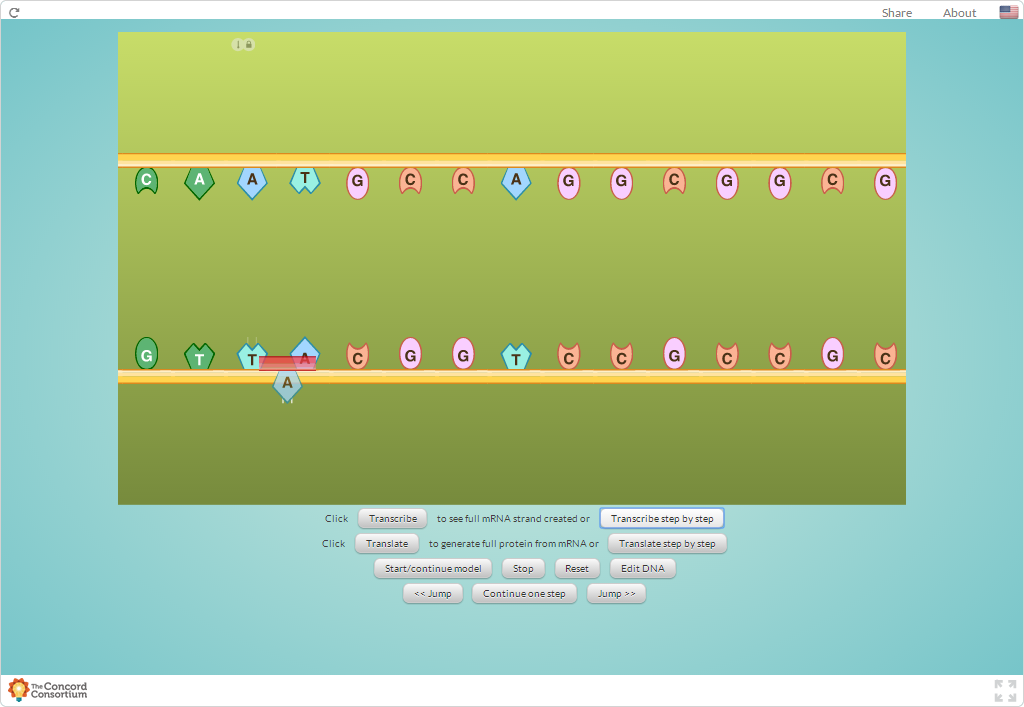 Share About
C A A T G C C A G G C G G C G
G T T A C G G T C C G C C G C
A
Click Transcribe to see full mRNA strand created or Transcribe step by step
Click Translate to generate full protein from mRNA or Translate step by step
Start/continue model Stop Reset Edit DNA
<< Jump Continue one step Jump >>
The Concord
Consortium